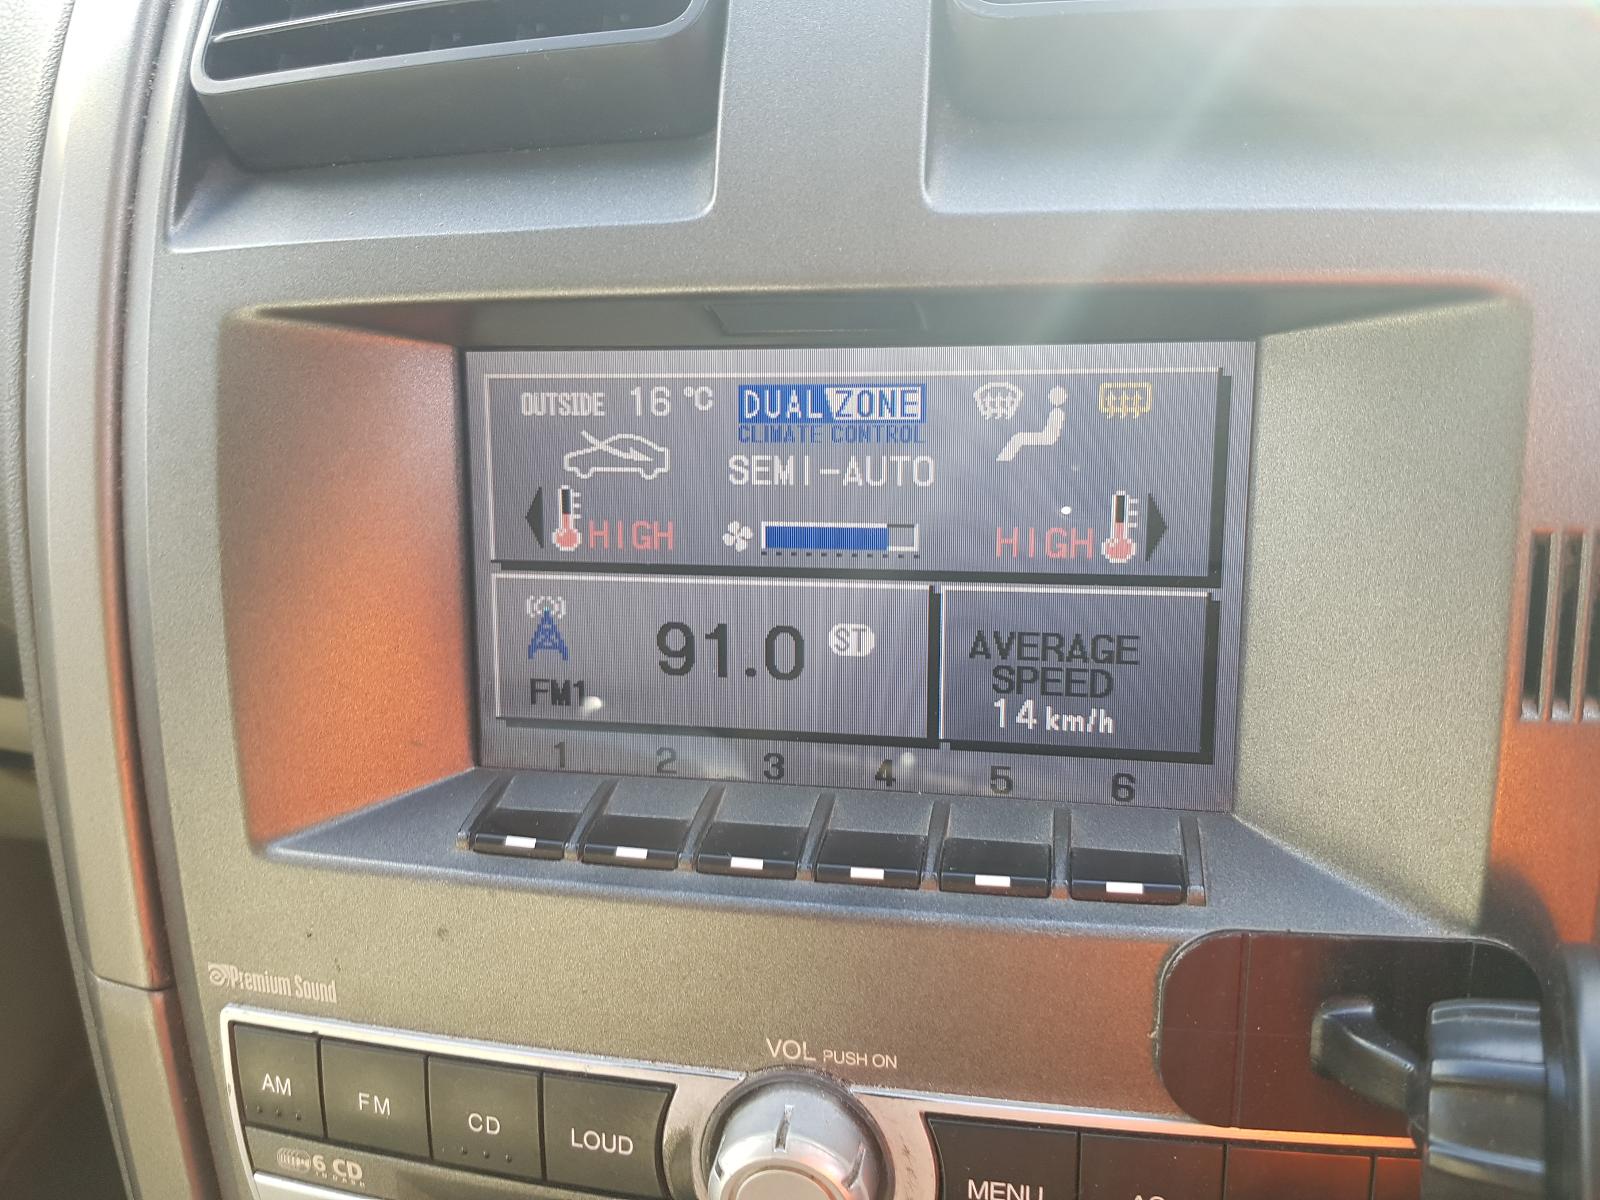 OUTSIDE 16 °C
DUAL ZONE
CLIMATE CONTROL
SEMI-AUTO
HIGH
HIGH
91.0 ST
FM1
AVERAGE
SPEED
14 km/h
1 2 3 4 5 6
Premium Sound
VOL PUSH ON
AM FM CD LOUD
6 CD
MENU